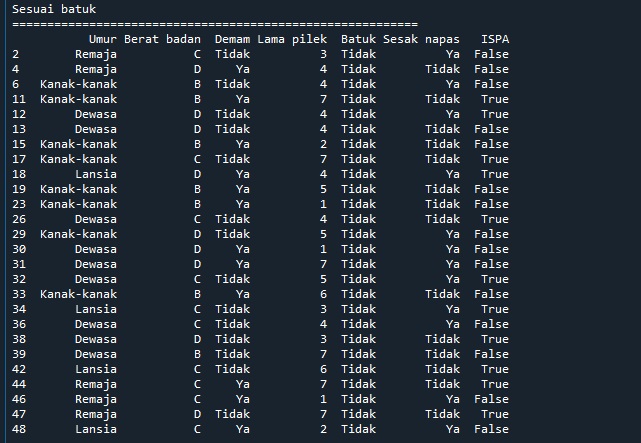 Sesuai batuk
==========================================================
Umur Berat badan Demam Lama pilek Batuk Sesak napas ISPA
2 Remaja C Tidak 3 Tidak Ya False
4 Remaja D Ya 4 Tidak Tidak False
6 Kanak-kanak B Tidak 4 Tidak Ya False
11 Kanak-kanak B Ya 7 Tidak Tidak True
12 Dewasa D Tidak 4 Tidak Ya True
13 Dewasa D Tidak 4 Tidak Tidak False
15 Kanak-kanak B Ya 2 Tidak Tidak False
17 Kanak-kanak C Tidak 7 Tidak Tidak True
18 Lansia D Ya 4 Tidak Ya True
19 Kanak-kanak B Ya 5 Tidak Tidak False
23 Kanak-kanak B Ya 1 Tidak Tidak False
26 Dewasa C Tidak 4 Tidak Tidak True
29 Kanak-kanak D Tidak 5 Tidak Ya False
30 Dewasa D Ya 1 Tidak Ya False
31 Dewasa D Ya 7 Tidak Ya False
32 Dewasa C Tidak 5 Tidak Ya True
33 Kanak-kanak B Ya 6 Tidak Tidak False
34 Lansia C Tidak 3 Tidak Ya True
36 Dewasa C Tidak 4 Tidak Ya False
38 Dewasa D Tidak 3 Tidak Tidak True
39 Dewasa B Tidak 7 Tidak Tidak False
42 Lansia C Tidak 6 Tidak Tidak True
44 Remaja C Ya 7 Tidak Tidak True
46 Remaja C Ya 1 Tidak Ya False
47 Remaja D Tidak 7 Tidak Tidak True
48 Lansia C Ya 2 Tidak Ya False